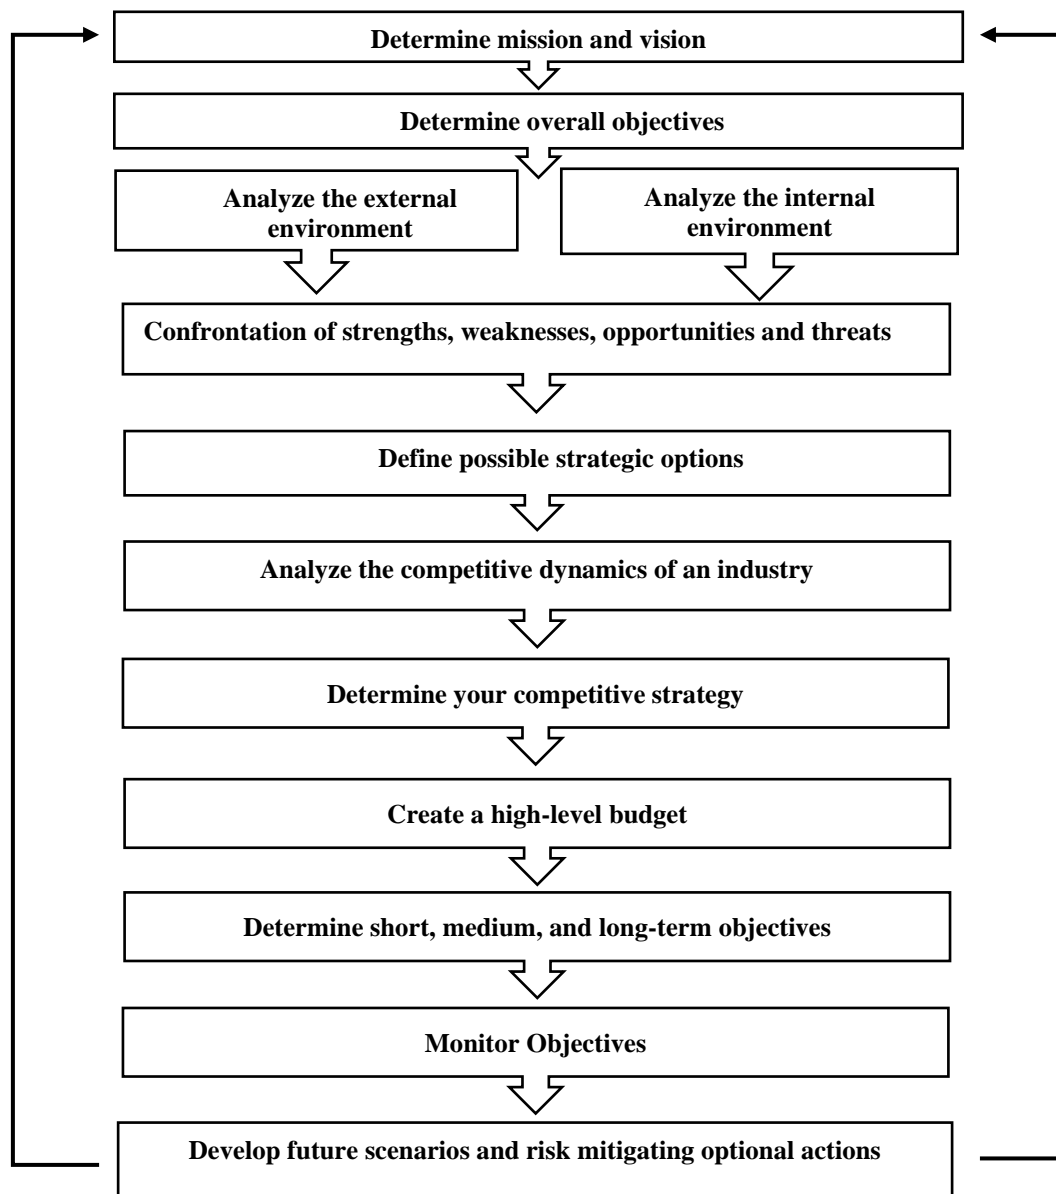 Determine mission and vision
Determine overall objectives
Analyze the external
environment
Analyze the internal
environment
Confrontation of strengths, weaknesses, opportunities and threats
Define possible strategic options
Analyze the competitive dynamics of an industry
Determine your competitive strategy
Create a high-level budget
Determine short, medium, and long-term objectives
Monitor Objectives
Develop future scenarios and risk mitigating optional actions